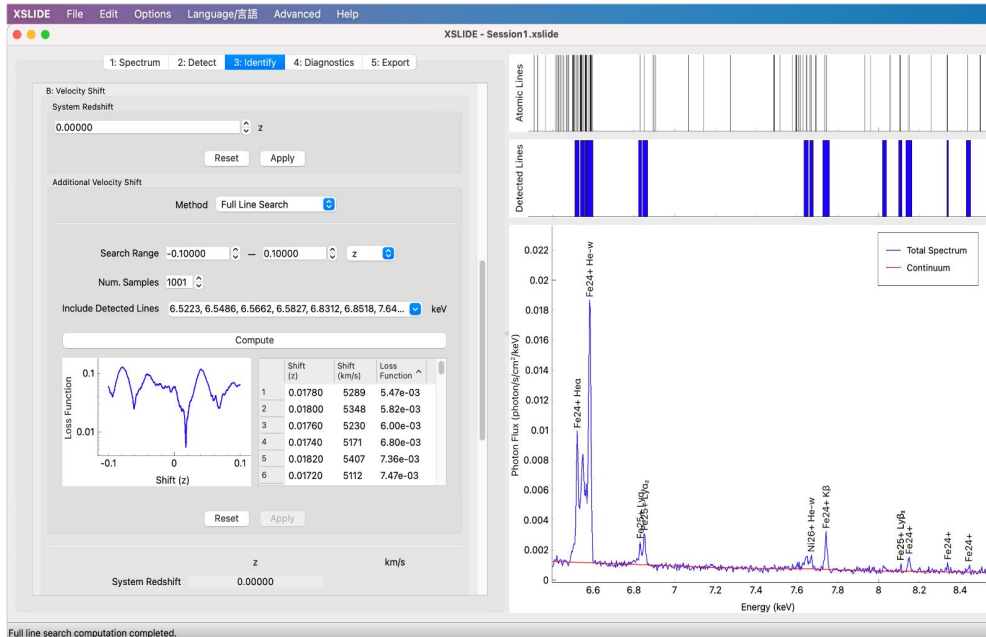 XSLIDE File Edit Options Language/言語 Advanced Help
XSLIDE - Session1.xslide
1: Spectrum 2: Detect 3: Identify 4: Diagnostics 5: Export
B: Velocity Shift
System Redshift
0.00000 z
Reset Apply
Additional Velocity Shift
Method Full Line Search
Search Range -0.10000 – 0.10000 z
Num. Samples 1001
Include Detected Lines 6.5223, 6.5486, 6.5662, 6.5827, 6.8312, 6.8518, 7.64... keV
Compute
Loss Function
0.1
0.01
-0.1 0 0.1
Shift (z)
Shift (z) Shift (km/s) Loss Function
1 0.01780 5289 5.47e-03
2 0.01800 5348 5.82e-03
3 0.01760 5230 6.00e-03
4 0.01740 5171 6.80e-03
5 0.01820 5407 7.36e-03
6 0.01720 5112 7.47e-03
Reset Apply
z km/s
System Redshift 0.00000
Full line search computation completed.
Atomic Lines
Detected Lines
Photon Flux (photon/s/cm²/keV)
0.022
0.02
0.018
0.016
0.014
0.012
0.01
0.008
0.006
0.004
0.002
0
Total Spectrum
Continuum
Fe24+ Heα
Fe24+ He-w
Fe25+ Lyα₂
Ni26+ He-w
Fe24+ Kβ
Fe25+ Lyβ₂
Fe24+
Fe24+
Fe24+
6.6 6.8 7 7.2 7.4 7.6 7.8 8 8.2 8.4
Energy (keV)